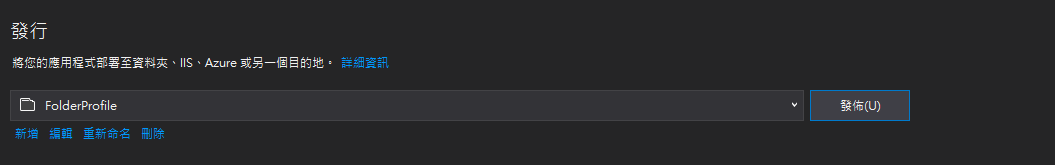 發行
將您的應用程式部署至資料夾、IIS、Azure 或另一個目的地。 詳細資訊
FolderProfile 發佈(U)
新增 編輯 重新命名 刪除